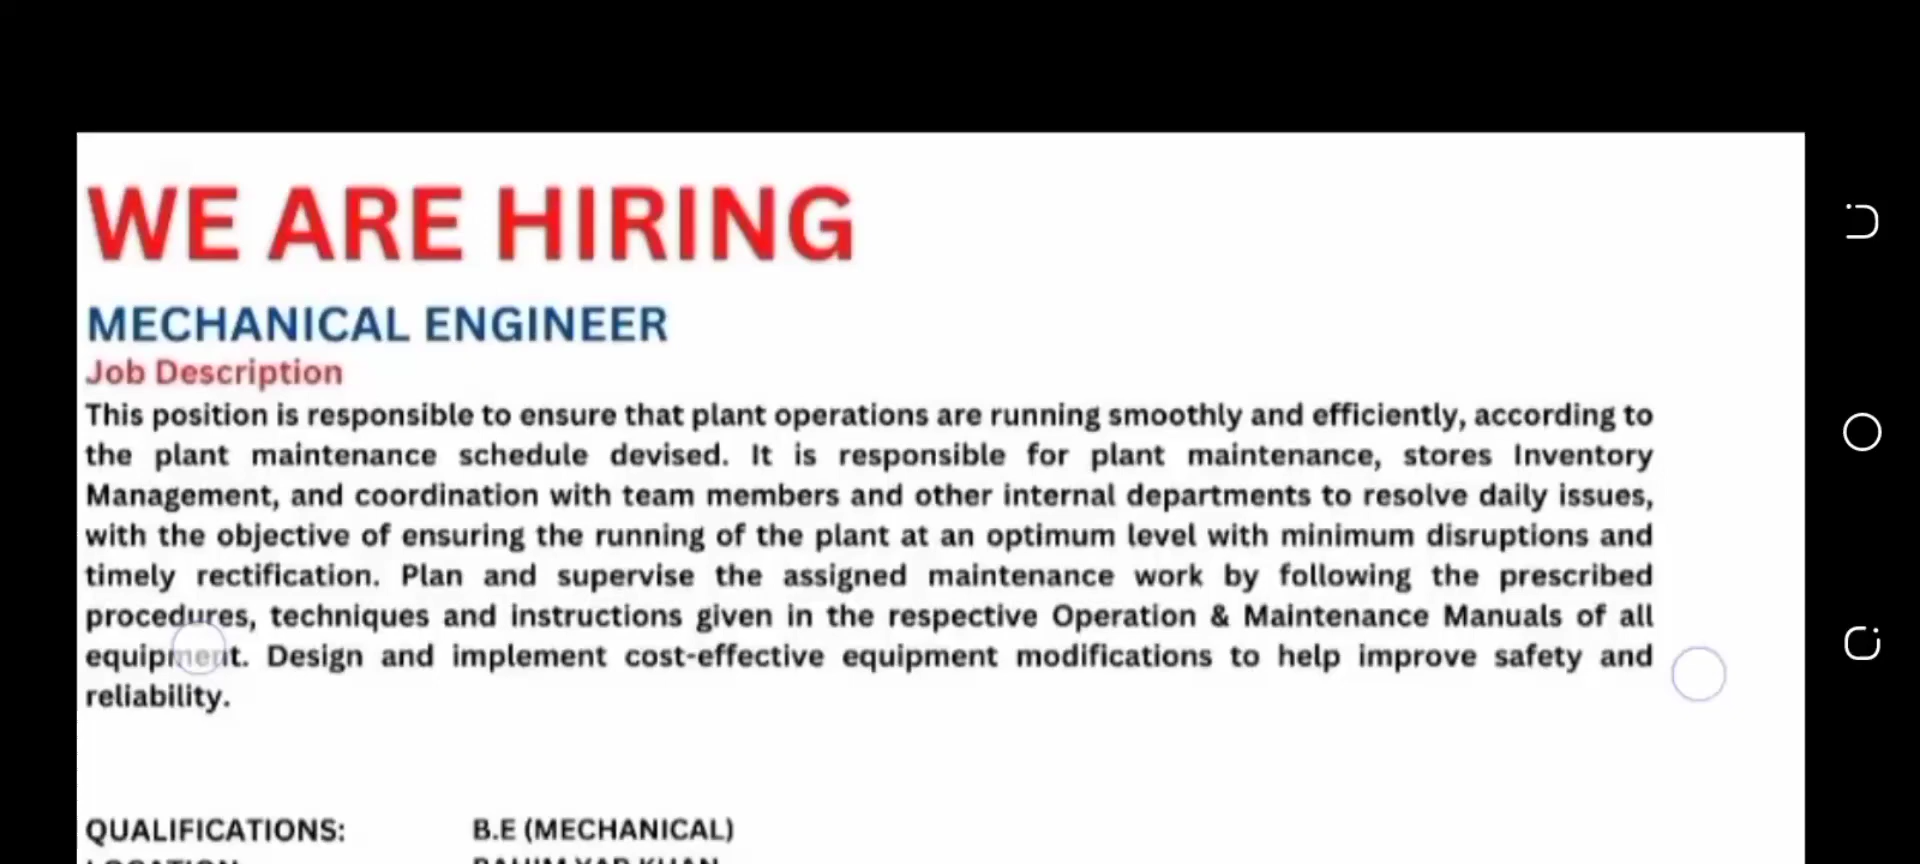 WE ARE HIRING
MECHANICAL ENGINEER
Job Description
This position is responsible to ensure that plant operations are running smoothly and efficiently, according to
the plant maintenance schedule devised. It is responsible for plant maintenance, stores Inventory
Management, and coordination with team members and other internal departments to resolve daily issues,
with the objective of ensuring the running of the plant at an optimum level with minimum disruptions and
timely rectification. Plan and supervise the assigned maintenance work by following the prescribed
procedures, techniques and instructions given in the respective Operation & Maintenance Manuals of all
equipment. Design and implement cost-effective equipment modifications to help improve safety and
reliability.
QUALIFICATIONS: B.E (MECHANICAL)
LOCATION: RAHIM YAR KHAN